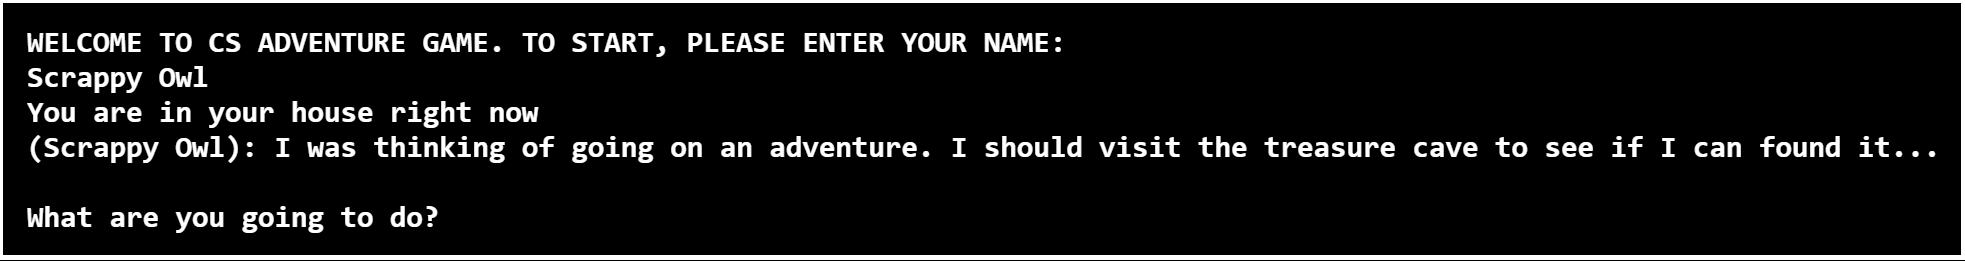 WELCOME TO CS ADVENTURE GAME. TO START, PLEASE ENTER YOUR NAME:
Scrappy Owl
You are in your house right now
(Scrappy Owl): I was thinking of going on an adventure. I should visit the treasure cave to see if I can found it...
What are you going to do?